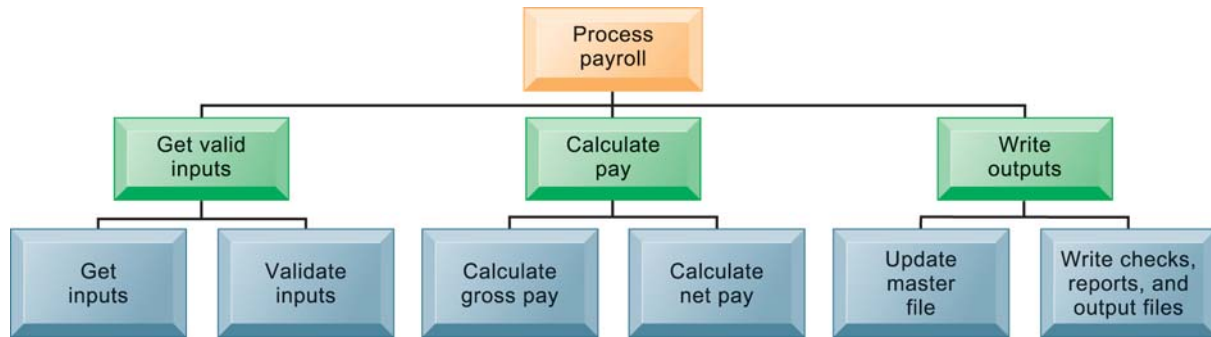 Process
payroll
Get valid
inputs
Calculate
pay
Write
outputs
Get
inputs
Validate
inputs
Calculate
gross pay
Calculate
net pay
Update
master
file
Write checks,
reports, and
output files